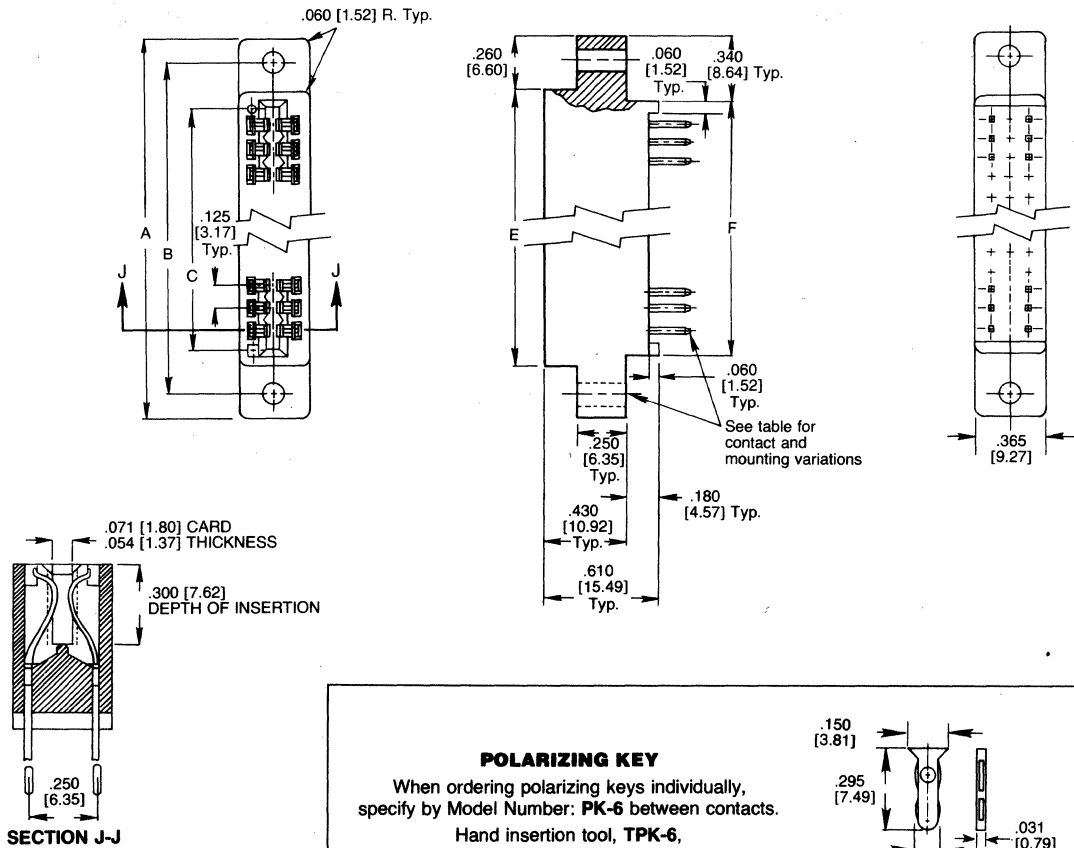 .060 [1.52] R. Typ.
A
B
C
.125
[3.17]
Typ.
J
J
.260
[6.60]
.060
[1.52]
Typ.
.340
[8.64] Typ.
E
F
.060
[1.52]
Typ.
See table for
contact and
mounting variations
.250
[6.35]
Typ.
.180
[4.57] Typ.
.430
[10.92]
Typ.
.610
[15.49]
Typ.
.365
[9.27]
.071 [1.80] CARD
.054 [1.37] THICKNESS
.300 [7.62]
DEPTH OF INSERTION
.250
[6.35]
SECTION J-J
POLARIZING KEY
When ordering polarizing keys individually,
specify by Model Number: PK-6 between contacts.
Hand insertion tool, TPK-6,
.150
[3.81]
.295
[7.49]
.031
[0.79]